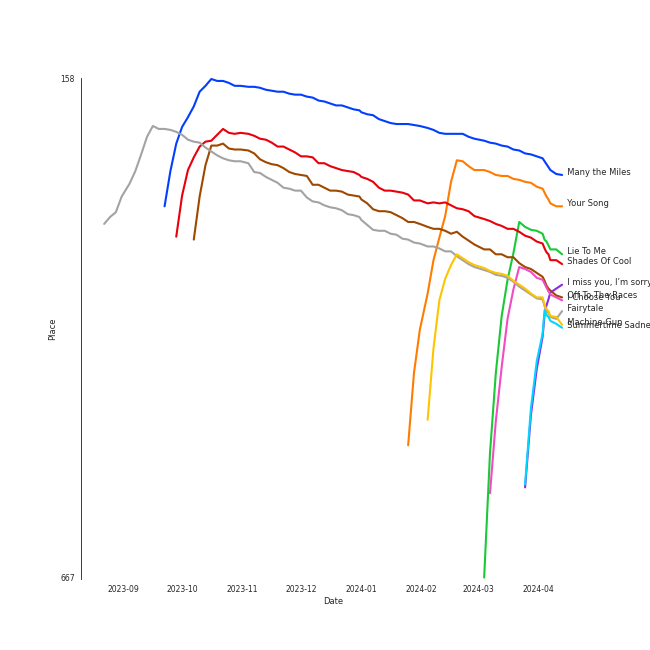 158
Many the Miles
Your Song
Lie To Me
Shades Of Cool
I miss you, I'm sorry
Off To The Races
I Choose You
Fairytale
Machine Gun
Summertime Sadne
Place
667
2023-09 2023-10 2023-11 2023-12 2024-01 2024-02 2024-03 2024-04
Date